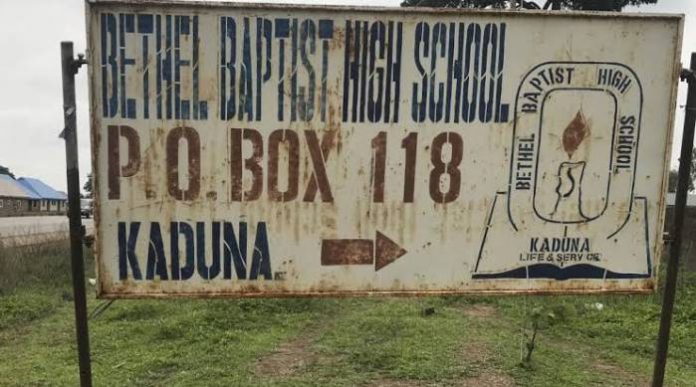 BETHEL BAPTIST HIGH SCHOOL
P.O. BOX 118
KADUNA
BETHEL BAPTIST HIGH SCHOOL
KADUNA
LIFE & SERVICE